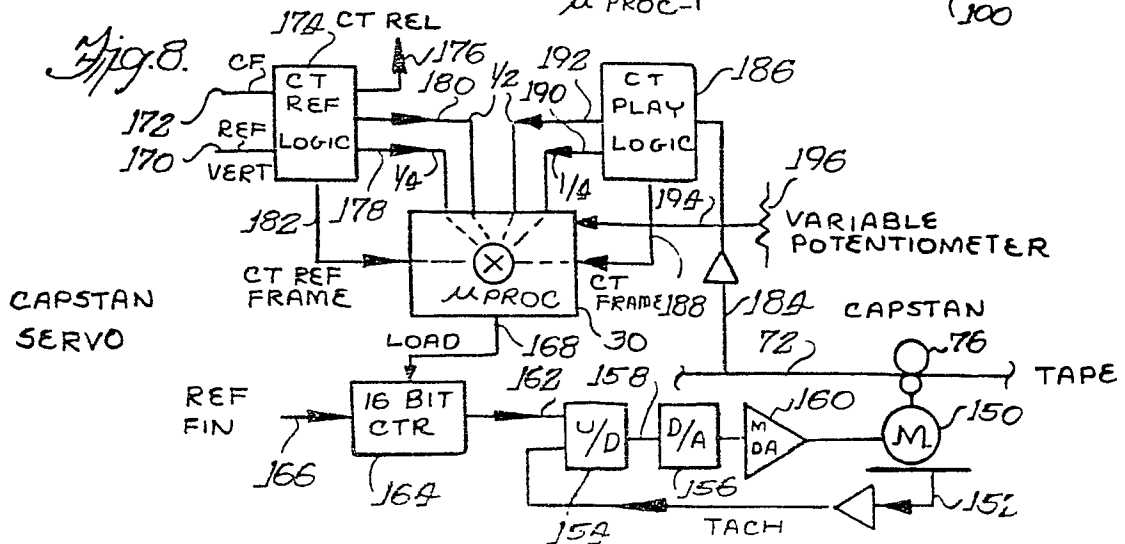 μ PROC-1
100
Fig. 8.
174
CT REL
176
CF
172
REF
170
VERT
CT
REF
LOGIC
180
1/2
178
1/4
182
192
190
1/2
1/4
CT
PLAY
LOGIC
186
196
194
VARIABLE
POTENTIOMETER
CT REF
FRAME
μ PROC
CT
FRAME 188
184
30
CAPSTAN
SERVO
LOAD
168
CAPSTAN
76
72
TAPE
REF
FIN
166
16 BIT
CTR
164
162
U/D
154
158
D/A
156
MDA
160
M
150
152
TACH